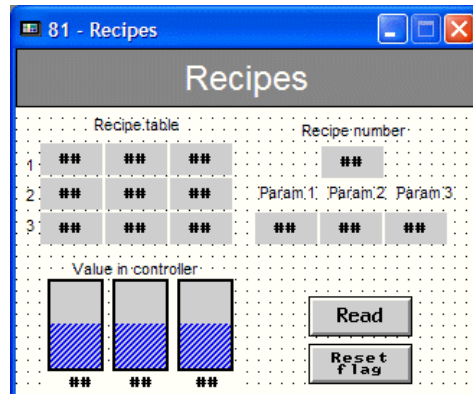 81 - Recipes
Recipes
Recipe table
1 ## ## ##
2 ## ## ##
3 ## ## ##
Recipe number
##
Param 1 Param 2 Param 3
## ## ##
Value in controller
## ## ##
Read
Reset
flag